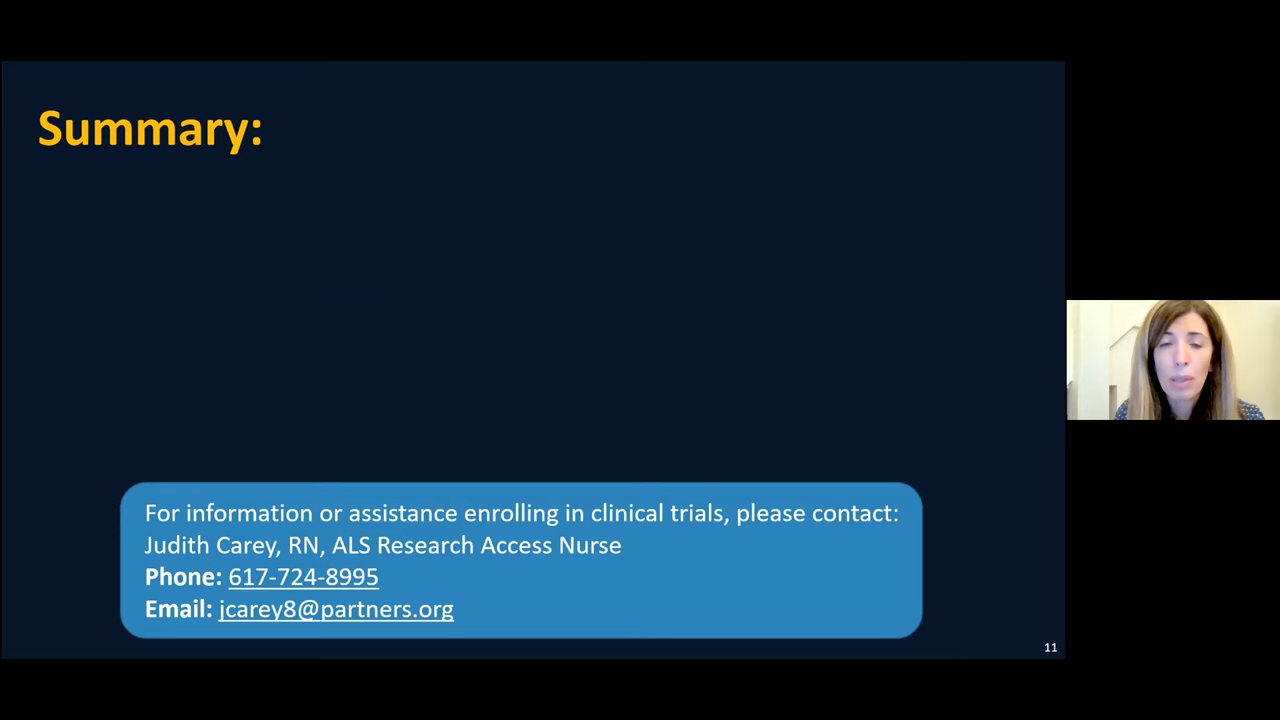 Summary:
For information or assistance enrolling in clinical trials, please contact:
Judith Carey, RN, ALS Research Access Nurse
Phone: 617-724-8995
Email: jcarey8@partners.org
11